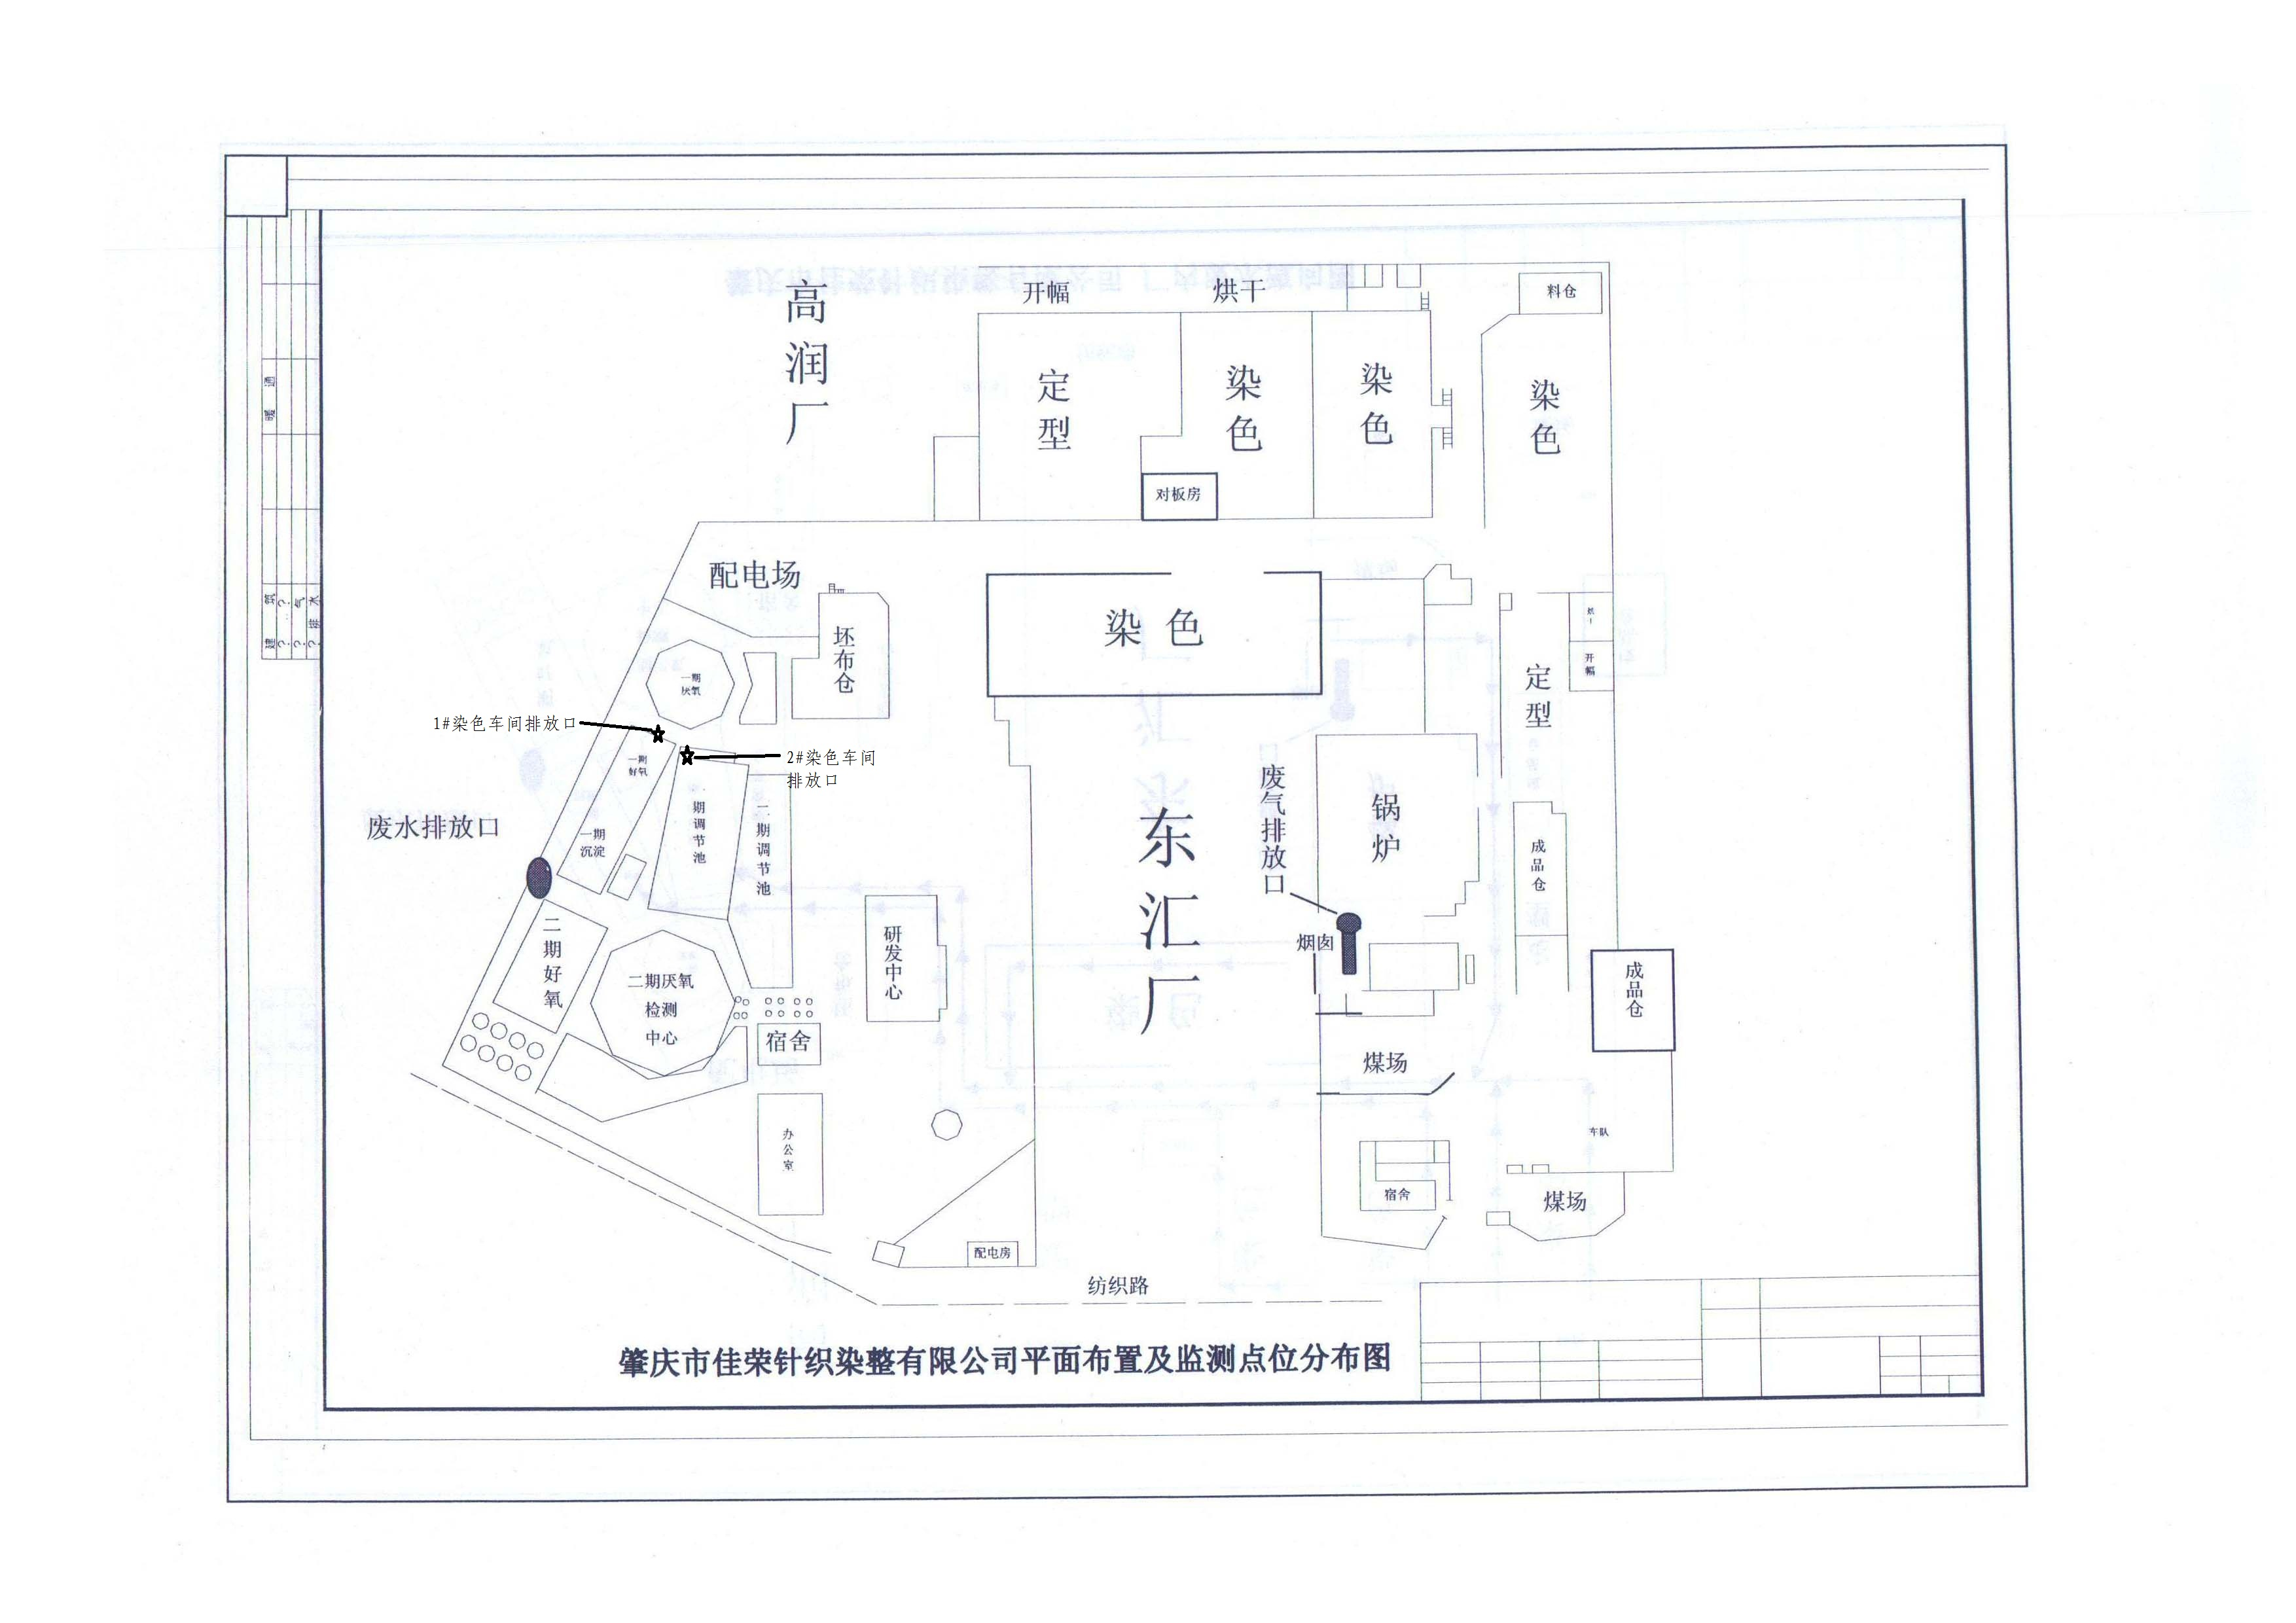 高润厂
开幅
烘干
料仓
定型
染色
染色
染色
对板房
配电场
坯布仓
染色
一期
厌氧
开幅
定型
1#染色车间排放口
2#染色车间
排放口
一期
好氧
废水排放口
一期
沉淀
期调节池
二期调节池
东汇厂
废气排放口
锅炉
成品仓
烟囱
成品仓
研发中心
二期好氧
二期厌氧
检测
中心
宿舍
煤场
办公室
车队
宿舍
煤场
配电房
纺织路
肇庆市佳荣针织染整有限公司平面布置及监测点位分布图
暖通
建筑